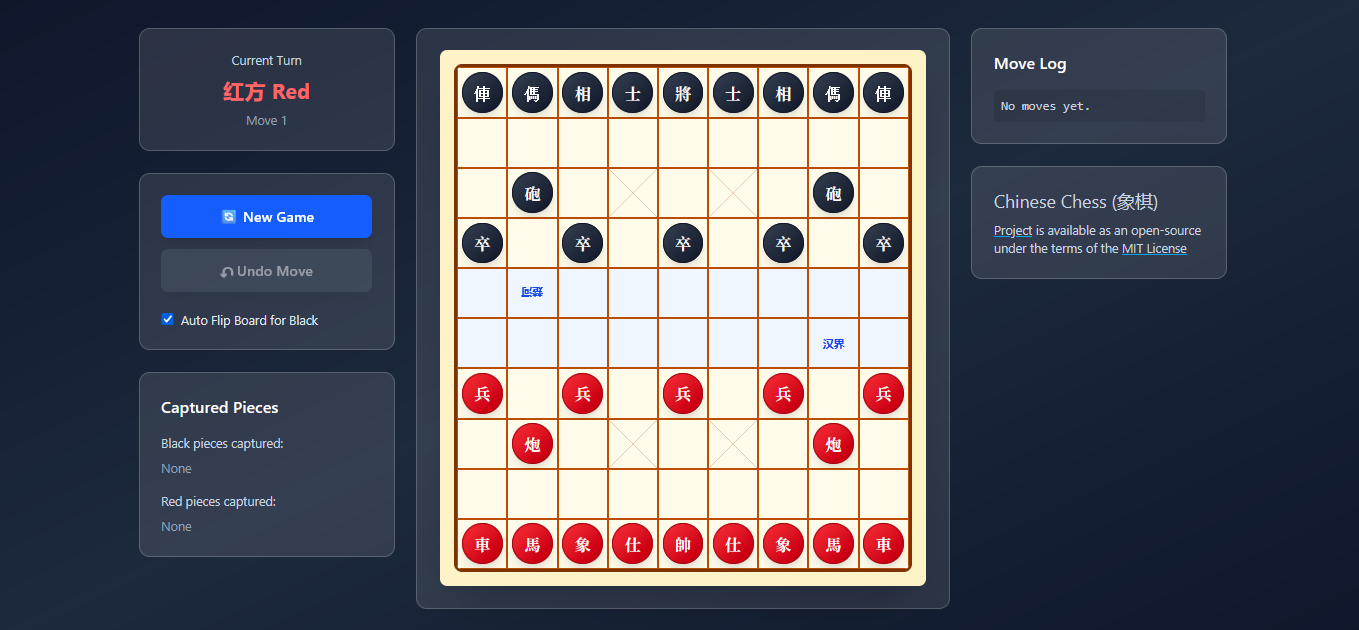 Current Turn
红方 Red
Move 1
🔄 New Game
↶ Undo Move
Auto Flip Board for Black
Captured Pieces
Black pieces captured:
None
Red pieces captured:
None
俥 傌 相 士 將 士 相 傌 俥
砲 砲
卒 卒 卒 卒 卒
楚河
汉界
兵 兵 兵 兵 兵
炮 炮
車 馬 象 仕 帥 仕 象 馬 車
Move Log
No moves yet.
Chinese Chess (象棋)
Project is available as an open-source
under the terms of the MIT License